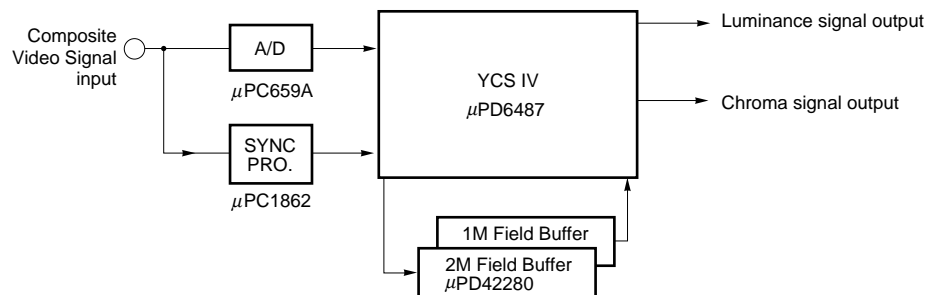 Composite
Video Signal
input
A/D
μPC659A
SYNC
PRO.
μPC1862
YCS IV
μPD6487
Luminance signal output
Chroma signal output
1M Field Buffer
2M Field Buffer
μPD42280